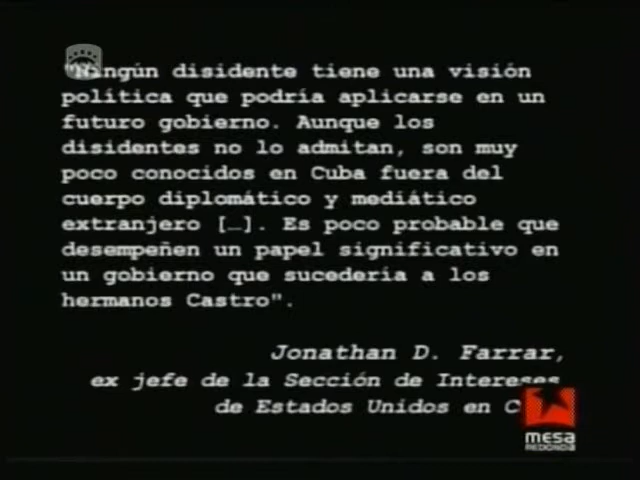 "Ningún disidente tiene una visión
política que podría aplicarse en un
futuro gobierno. Aunque los
disidentes no lo admitan, son muy
poco conocidos en Cuba fuera del
cuerpo diplomático y mediático
extranjero […]. Es poco probable que
desempeñen un papel significativo en
un gobierno que sucedería a los
hermanos Castro".
Jonathan D. Farrar,
ex jefe de la Sección de Intereses
de Estados Unidos en C
mesa
REDONDA